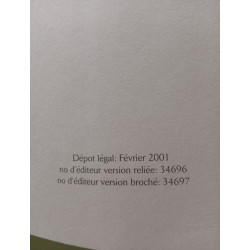 Dépot légal: Février 2001
no d'éditeur version reliée: 34696
no d'éditeur version broché: 34697